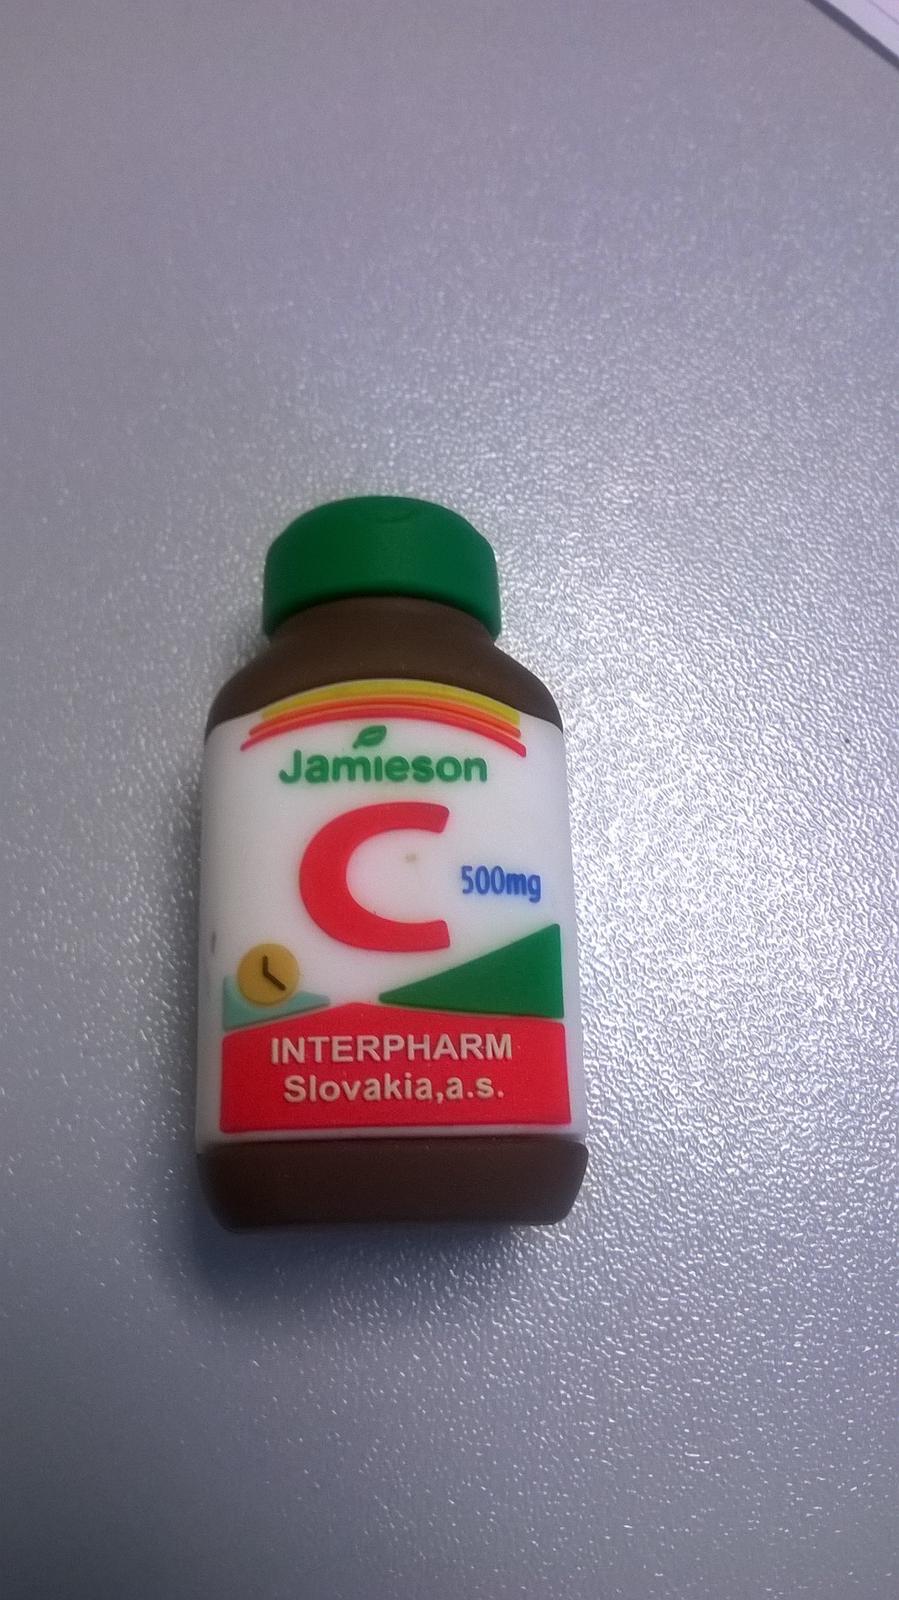 Jamieson
C
500mg
INTERPHARM
Slovakia,a.s.